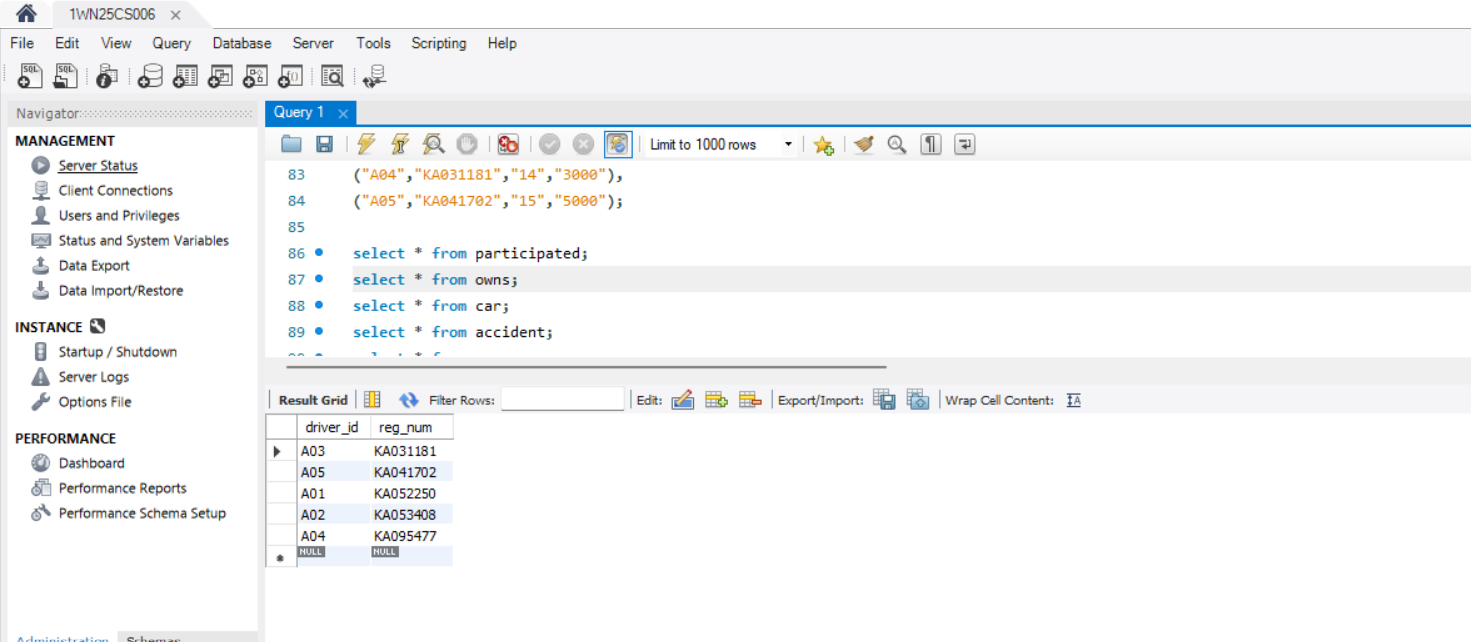 1WN25CS006
File Edit View Query Database Server Tools Scripting Help
Navigator
MANAGEMENT
Server Status
Client Connections
Users and Privileges
Status and System Variables
Data Export
Data Import/Restore
INSTANCE
Startup / Shutdown
Server Logs
Options File
PERFORMANCE
Dashboard
Performance Reports
Performance Schema Setup
Administration Schemas
Query 1
Limit to 1000 rows
83 ("A04","KA031181","14","3000"),
84 ("A05","KA041702","15","5000");
85
86 select * from participated;
87 select * from owns;
88 select * from car;
89 select * from accident;
Result Grid Filter Rows: Edit: Export/Import: Wrap Cell Content: IA
driver_id reg_num
A03 KA031181
A05 KA041702
A01 KA052250
A02 KA053408
A04 KA095477
NULL NULL